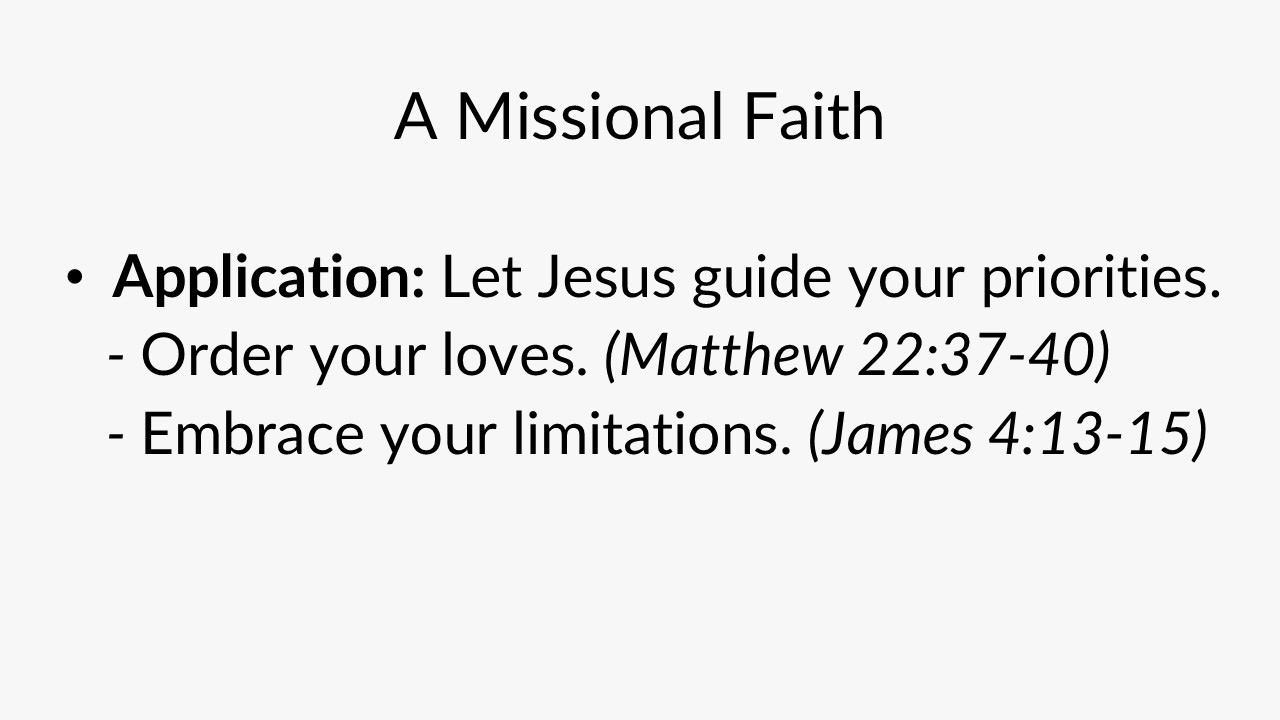 A Missional Faith
• Application: Let Jesus guide your priorities.
- Order your loves. (Matthew 22:37-40)
- Embrace your limitations. (James 4:13-15)